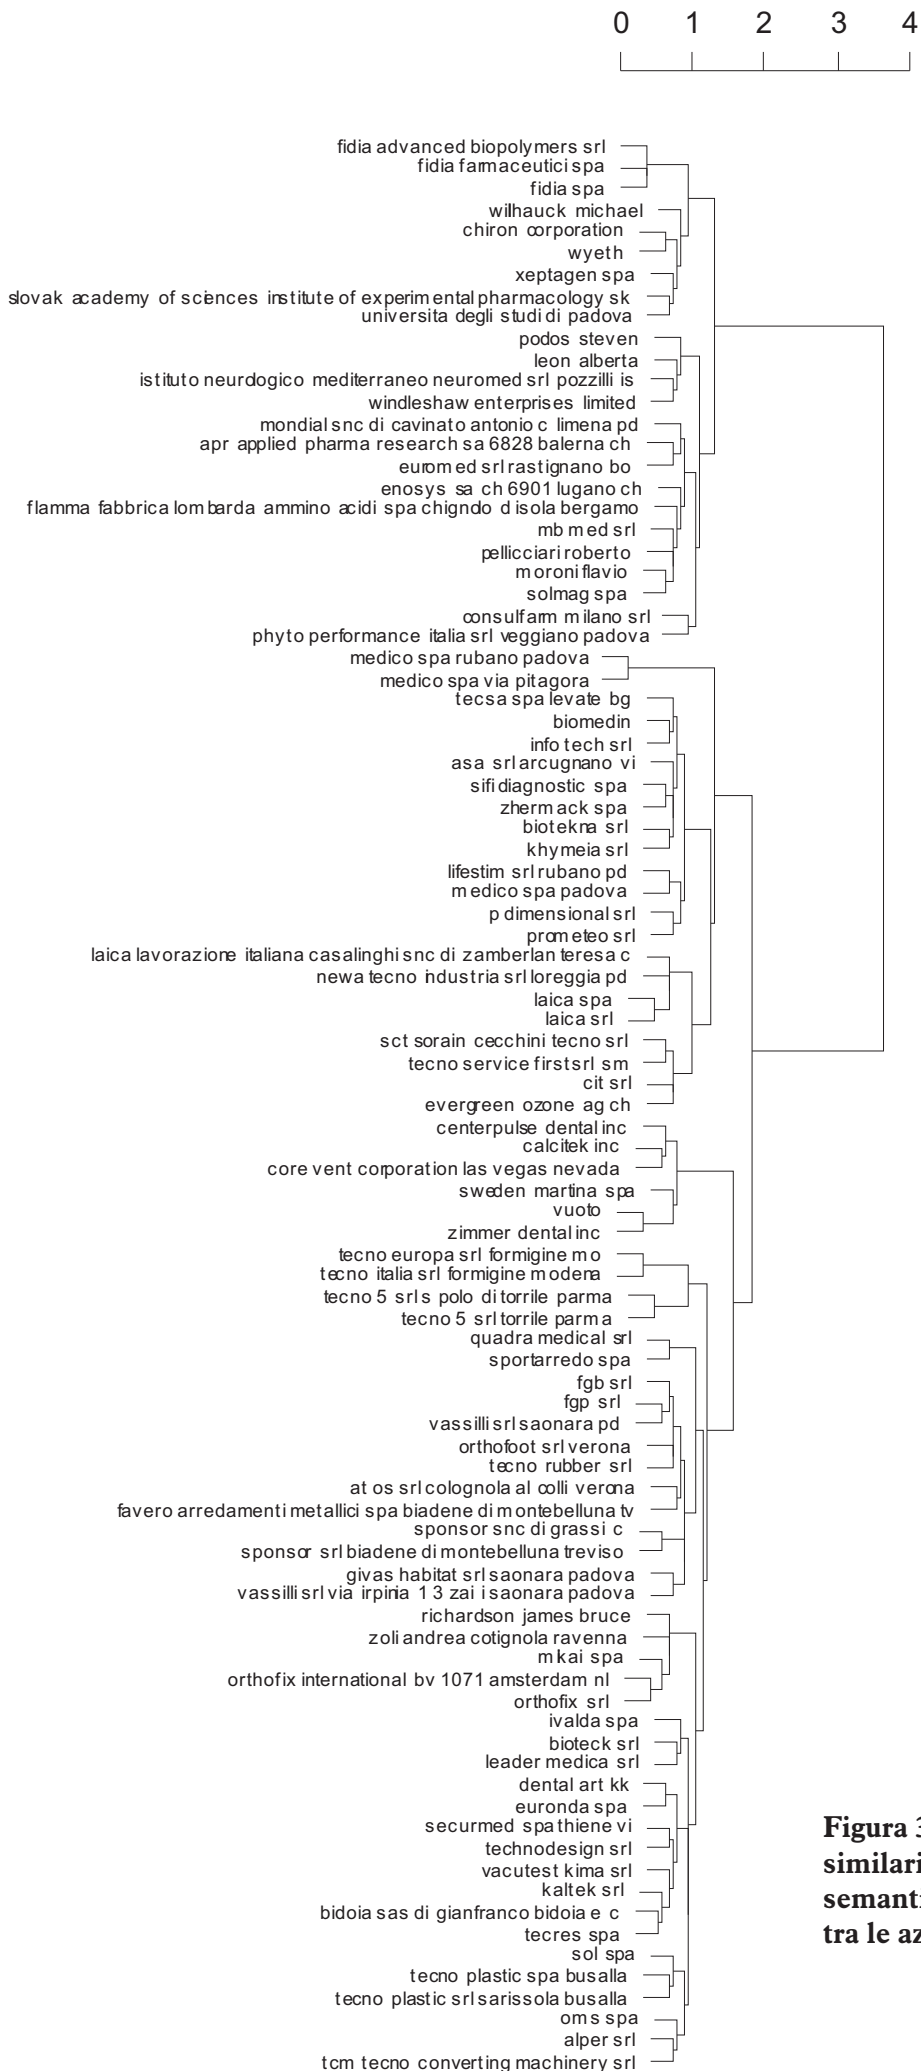 0 1 2 3 4
fidia advanced biopolymers srl
fidia farmaceutici spa
fidia spa
wilhauck michael
chiron corporation
wyeth
xeptagen spa
slovak academy of sciences institute of experimental pharmacology sk
universita degli studi di padova
podos steven
leon alberta
istituto neurologico mediterraneo neuromed srl pozzilli is
windleshaw enterprises limited
mondial snc di cavinato antonio c limena pd
apr applied pharma research sa 6828 balerna ch
euromed srl rastignano bo
enosys sa ch 6901 lugano ch
flamma fabbrica lombarda ammino acidi spa chignolo d isola bergamo
mb med srl
pellicciari roberto
moroni flavio
solmag spa
consulfarm milano srl
phyto performance italia srl veggiano padova
medico spa rubano padova
medico spa via pitagora
tecsa spa levate bg
biomedin
info tech srl
asa srl arcugnano vi
sifi diagnostic spa
zhermack spa
biotekna srl
khymeia srl
lifestim srl rubano pd
medico spa padova
p dimensional srl
prometeo srl
laica lavorazione italiana casalinghi snc di zamberlan teresa c
newa tecno industria srl loreggia pd
laica spa
laica srl
sct sorain cecchini tecno srl
tecno service first srl sm
cit srl
evergreen ozone ag ch
centerpulse dental inc
calcitek inc
core vent corporation las vegas nevada
sweden martina spa
vuoto
zimmer dental inc
tecno europa srl formigine mo
tecno italia srl formigine modena
tecno 5 srl s polo di torrile parma
tecno 5 srl torrile parma
quadra medical srl
sportarredo spa
fgb srl
fgp srl
vassilli srl saonara pd
orthofoot srl verona
tecno rubber srl
at os srl colognola al colli verona
favero arredamenti metallici spa biadene di montebelluna tv
sponsor snc di grassi c
sponsor srl biadene di montebelluna treviso
givas habitat srl saonara padova
vassilli srl via irpinia 1 3 zai i saonara padova
richardson james bruce
zoli andrea cotignola ravenna
mikai spa
orthofix international bv 1071 amsterdam nl
orthofix srl
ivalda spa
bioteck srl
leader medica srl
dental art kk
euronda spa
securmed spa thiene vi
technodesign srl
vacutest kima srl
kaltek srl
bidoia sas di gianfranco bidoia e c
tecres spa
sol spa
tecno plastic spa busalla
tecno plastic srl sarissola busalla
oms spa
alper srl
tcm tecno converting machinery srl
Figura 3
similari
semanti
tra le az